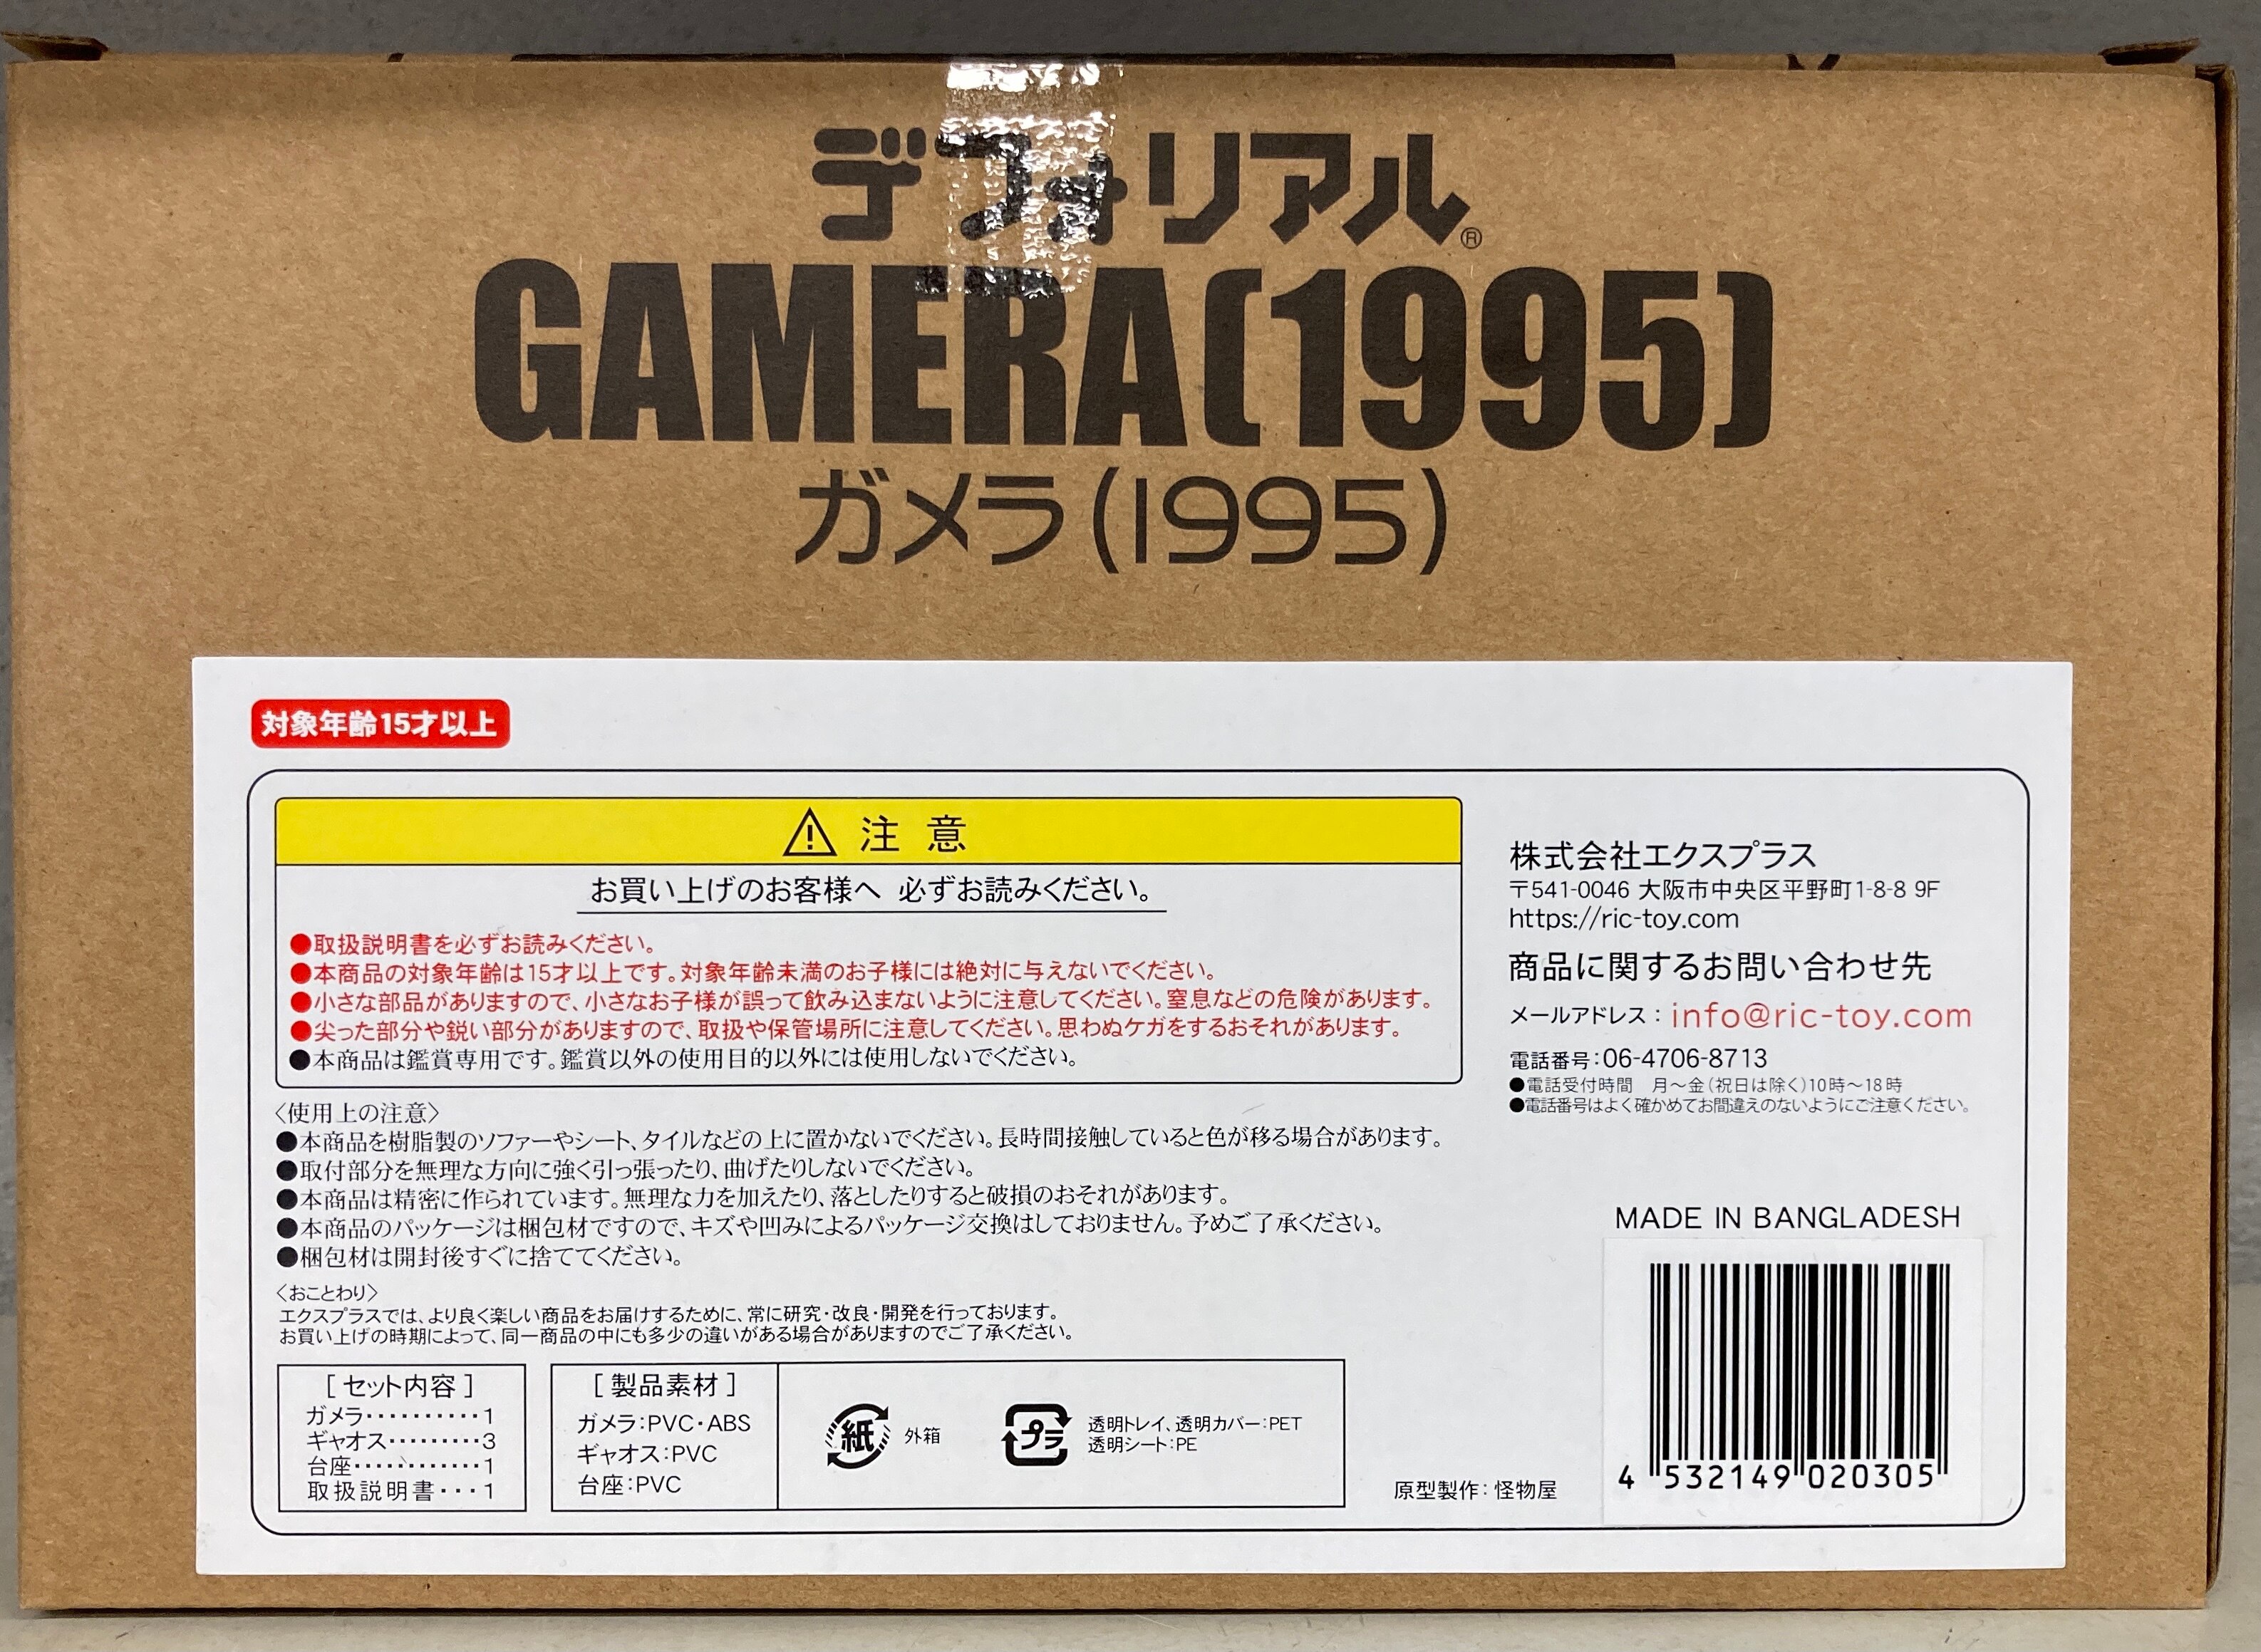 デフォリアル®
GAMERA(1995)
ガメラ(1995)
対象年齢15才以上
注意
お買い上げのお客様へ 必ずお読みください。
●取扱説明書を必ずお読みください。
●本商品の対象年齢は15才以上です。対象年齢未満のお子様には絶対に与えないでください。
●小さな部品がありますので、小さなお子様が誤って飲み込まないように注意してください。窒息などの危険があります。
●尖った部分や鋭い部分がありますので、取扱や保管場所に注意してください。思わぬケガをするおそれがあります。
●本商品は鑑賞専用です。鑑賞以外の使用目的以外には使用しないでください。
〈使用上の注意〉
●本商品を樹脂製のソファーやシート、タイルなどの上に置かないでください。長時間接触していると色が移る場合があります。
●取付部分を無理な方向に強く引っ張ったり、曲げたりしないでください。
●本商品は精密に作られています。無理な力を加えたり、落としたりすると破損のおそれがあります。
●本商品のパッケージは梱包材ですので、キズや凹みによるパッケージ交換はしておりません。予めご了承ください。
●梱包材は開封後すぐに捨ててください。
〈おことわり〉
エクスプラスでは、より良く楽しい商品をお届けするために、常に研究・改良・開発を行っております。
お買い上げの時期によって、同一商品の中にも多少の違いがある場合がありますのでご了承ください。
[セット内容]
ガメラ・・・・・・・・・・1
ギャオス・・・・・・・・・3
台座・・・・・・・・・・・・1
取扱説明書・・・1
[製品素材]
ガメラ:PVC・ABS
ギャオス:PVC
台座:PVC
紙 外箱
プラ
透明トレイ、透明カバー:PET
透明シート:PE
株式会社エクスプラス
〒541-0046 大阪市中央区平野町1-8-8 9F
https://ric-toy.com
商品に関するお問い合わせ先
メールアドレス:info@ric-toy.com
電話番号:06-4706-8713
●電話受付時間 月〜金(祝日は除く)10時〜18時
●電話番号はよく確かめてお間違えのないようにご注意ください。
MADE IN BANGLADESH
4 532149 020305
原型製作:怪物屋